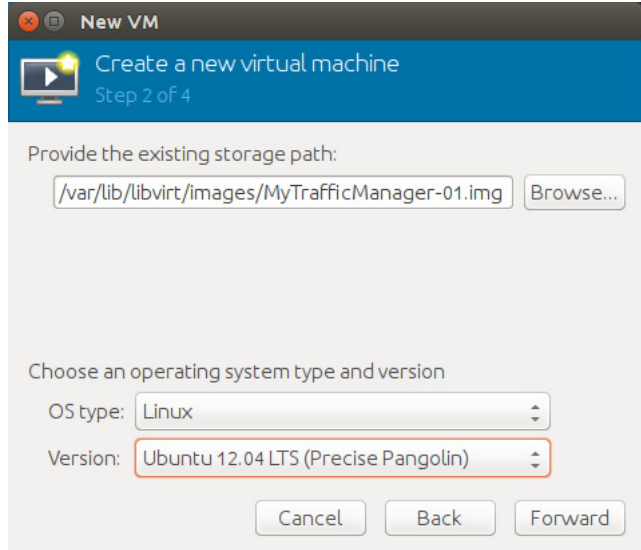 New VM
Create a new virtual machine
Step 2 of 4
Provide the existing storage path:
/var/lib/libvirt/images/MyTrafficManager-01.img Browse...
Choose an operating system type and version
OS type: Linux
Version: Ubuntu 12.04 LTS (Precise Pangolin)
Cancel Back Forward